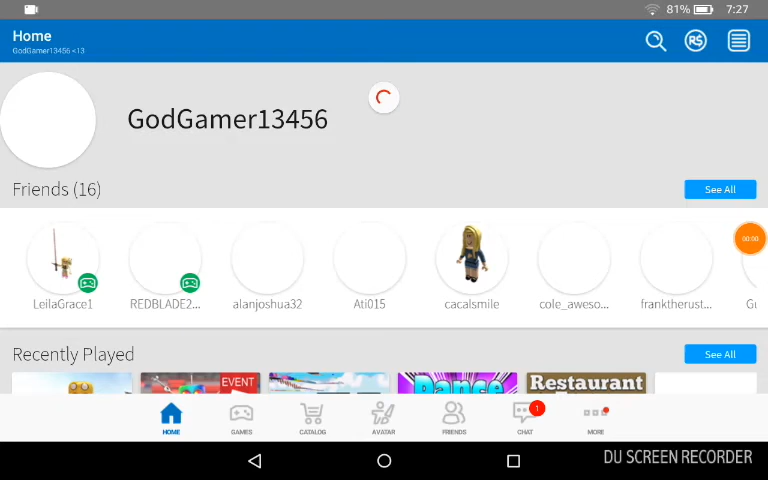 81% 7:27
Home
GodGamer13456 <13
R$
GodGamer13456
Friends (16)
See All
00:00
LeilaGrace1 REDBLADE2... alanjoshua32 Ati015 cacalsmile cole_aweso... franktherust... Gu
Recently Played
See All
EVENT
Dance
Restaurant
1
HOME GAMES CATALOG AVATAR FRIENDS CHAT MORE
DU SCREEN RECORDER